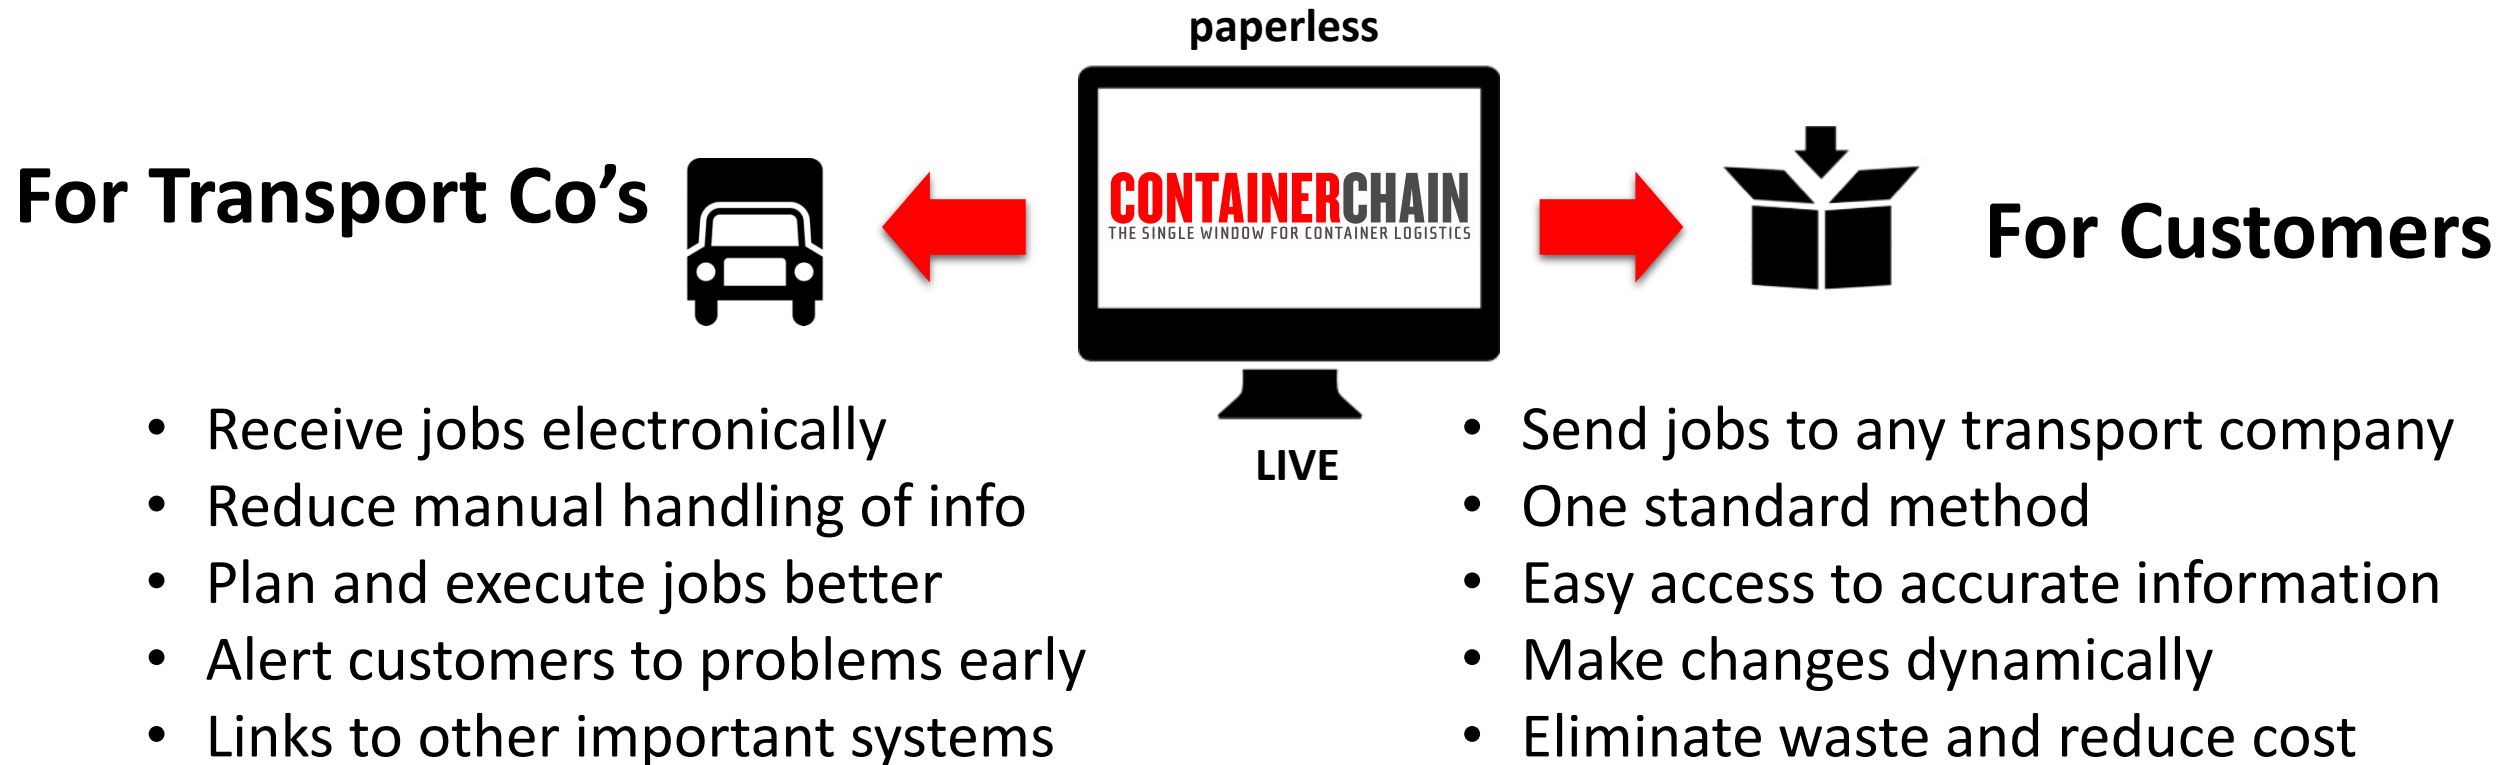 paperless
For Transport Co’s
CONTAINERCHAIN
THE SINGLE WINDOW FOR CONTAINER LOGISTICS
For Customers
LIVE
• Receive jobs electronically
• Reduce manual handling of info
• Plan and execute jobs better
• Alert customers to problems early
• Links to other important systems
• Send jobs to any transport company
• One standard method
• Easy access to accurate information
• Make changes dynamically
• Eliminate waste and reduce cost